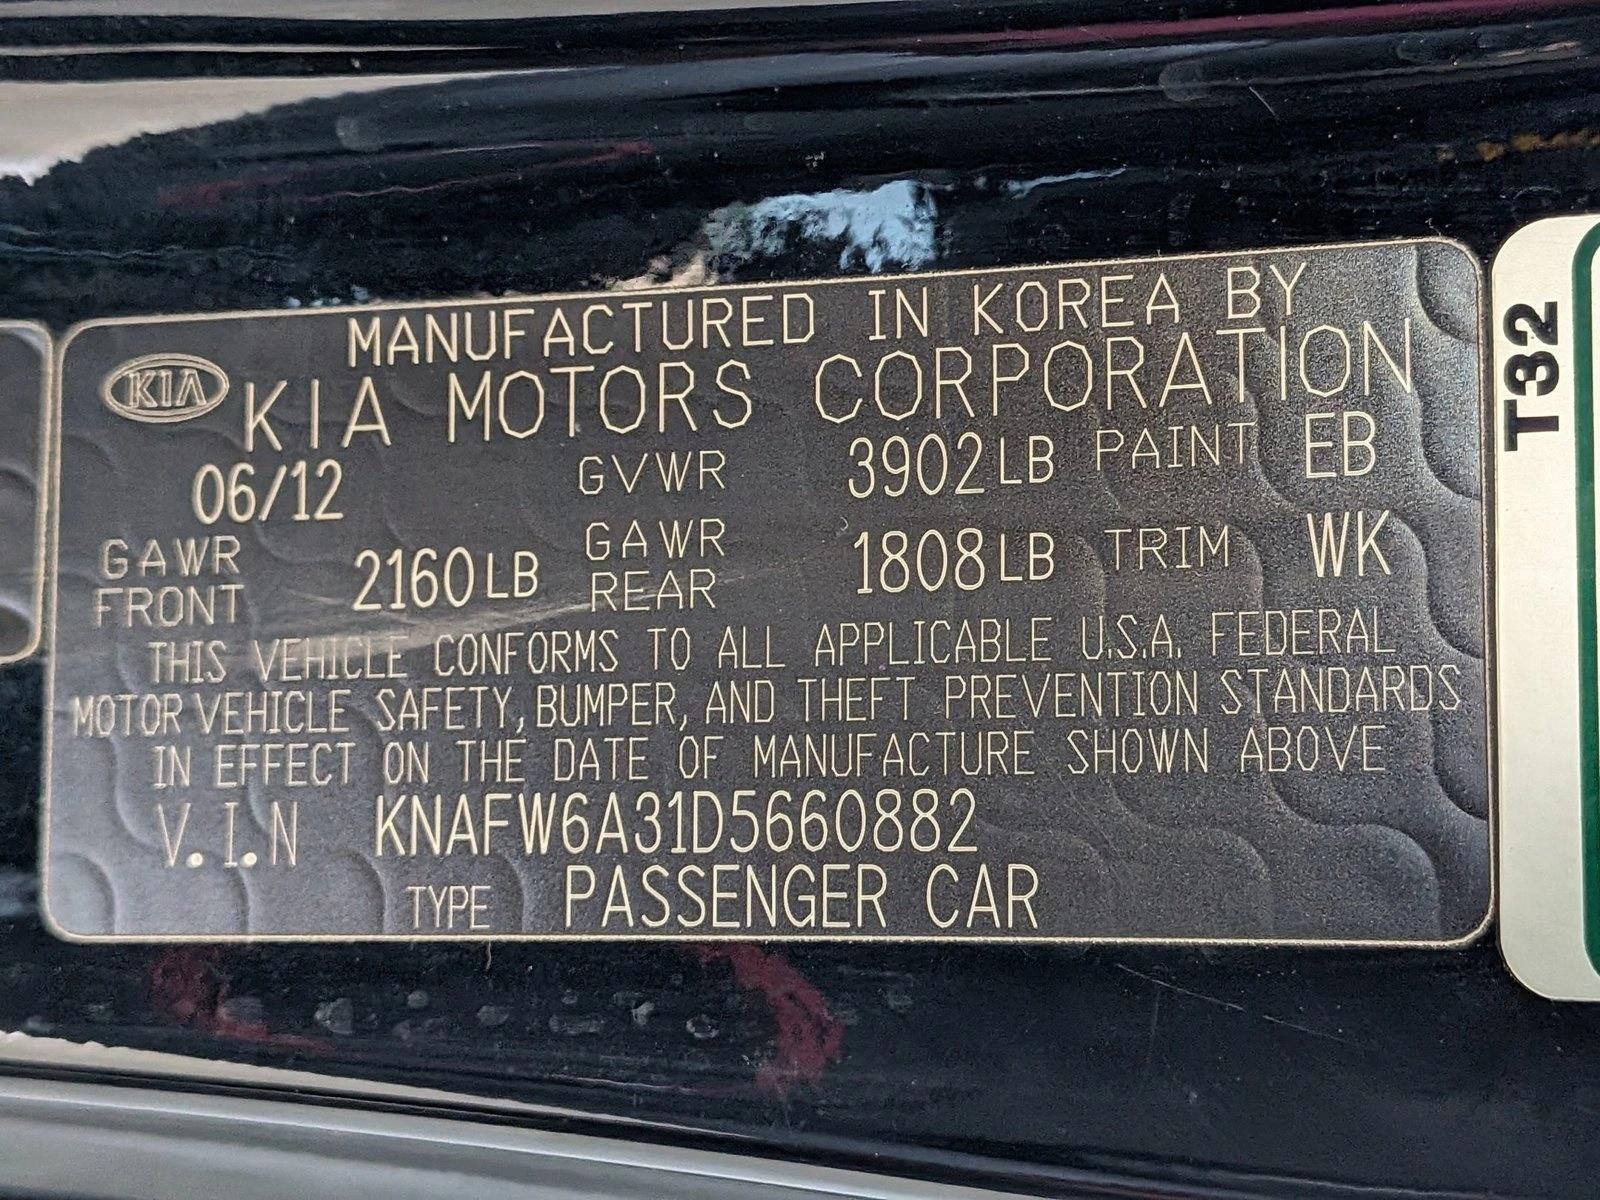 MANUFACTURED IN KOREA BY
KIA KIA MOTORS CORPORATION
06/12 GVWR 3902LB PAINT EB
GAWR FRONT 2160LB GAWR REAR 1808LB TRIM WK
THIS VEHICLE CONFORMS TO ALL APPLICABLE U.S.A. FEDERAL
MOTOR VEHICLE SAFETY, BUMPER, AND THEFT PREVENTION STANDARDS
IN EFFECT ON THE DATE OF MANUFACTURE SHOWN ABOVE
V.I.N KNAFW6A31D5660882
TYPE PASSENGER CAR
T32